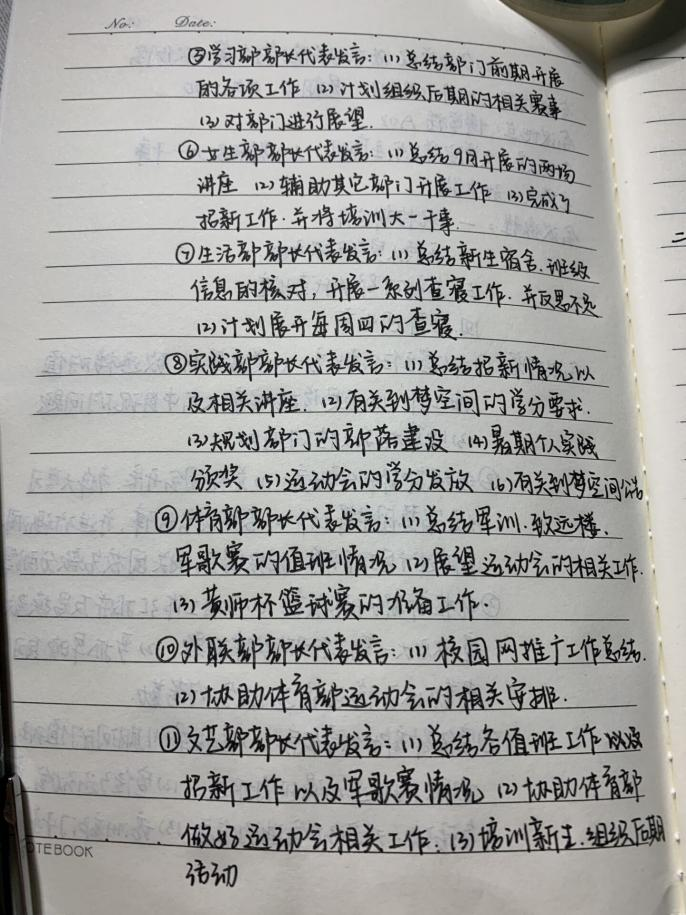 No: Date:
⑤学习部部长代表发言:(1)总结部门前期开展
的各项工作 (2)计划组织后期的相关赛事
(3)对部门进行展望.
⑥女生部部长代表发言:(1)总结9月开展的两场
讲座 (2)辅助其它部门开展工作 (3)完成了
招新工作.并将培训大一干事.
⑦生活部部长代表发言:(1)总结新生宿舍.班级
信息的核对,开展一系列查寝工作.并反思不足
(2)计划展开每周四的查寝.
⑧实践部部长代表发言:(1)总结招新情况以
及相关讲座.(2)有关到梦空间的学分要求.
(3)规划部门的部落建设 (4)暑期个人实践
颁奖 (5)运动会的学分发放 (6)有关到梦空间公告
⑨体育部部长代表发言:(1)总结军训.致远楼.
军歌赛的值班情况 (2)展望运动会的相关工作.
(3)黄师杯篮球赛的准备工作.
⑩外联部部长代表发言:(1)校园网推广工作总结.
(2)协助体育部运动会的相关安排.
⑪文艺部部长代表发言:(1)总结各值班工作以及
招新工作以及军歌赛情况 (2)协助体育部
做好运动会相关工作.(3)培训新生.组织后期
活动
OTEBOOK
二